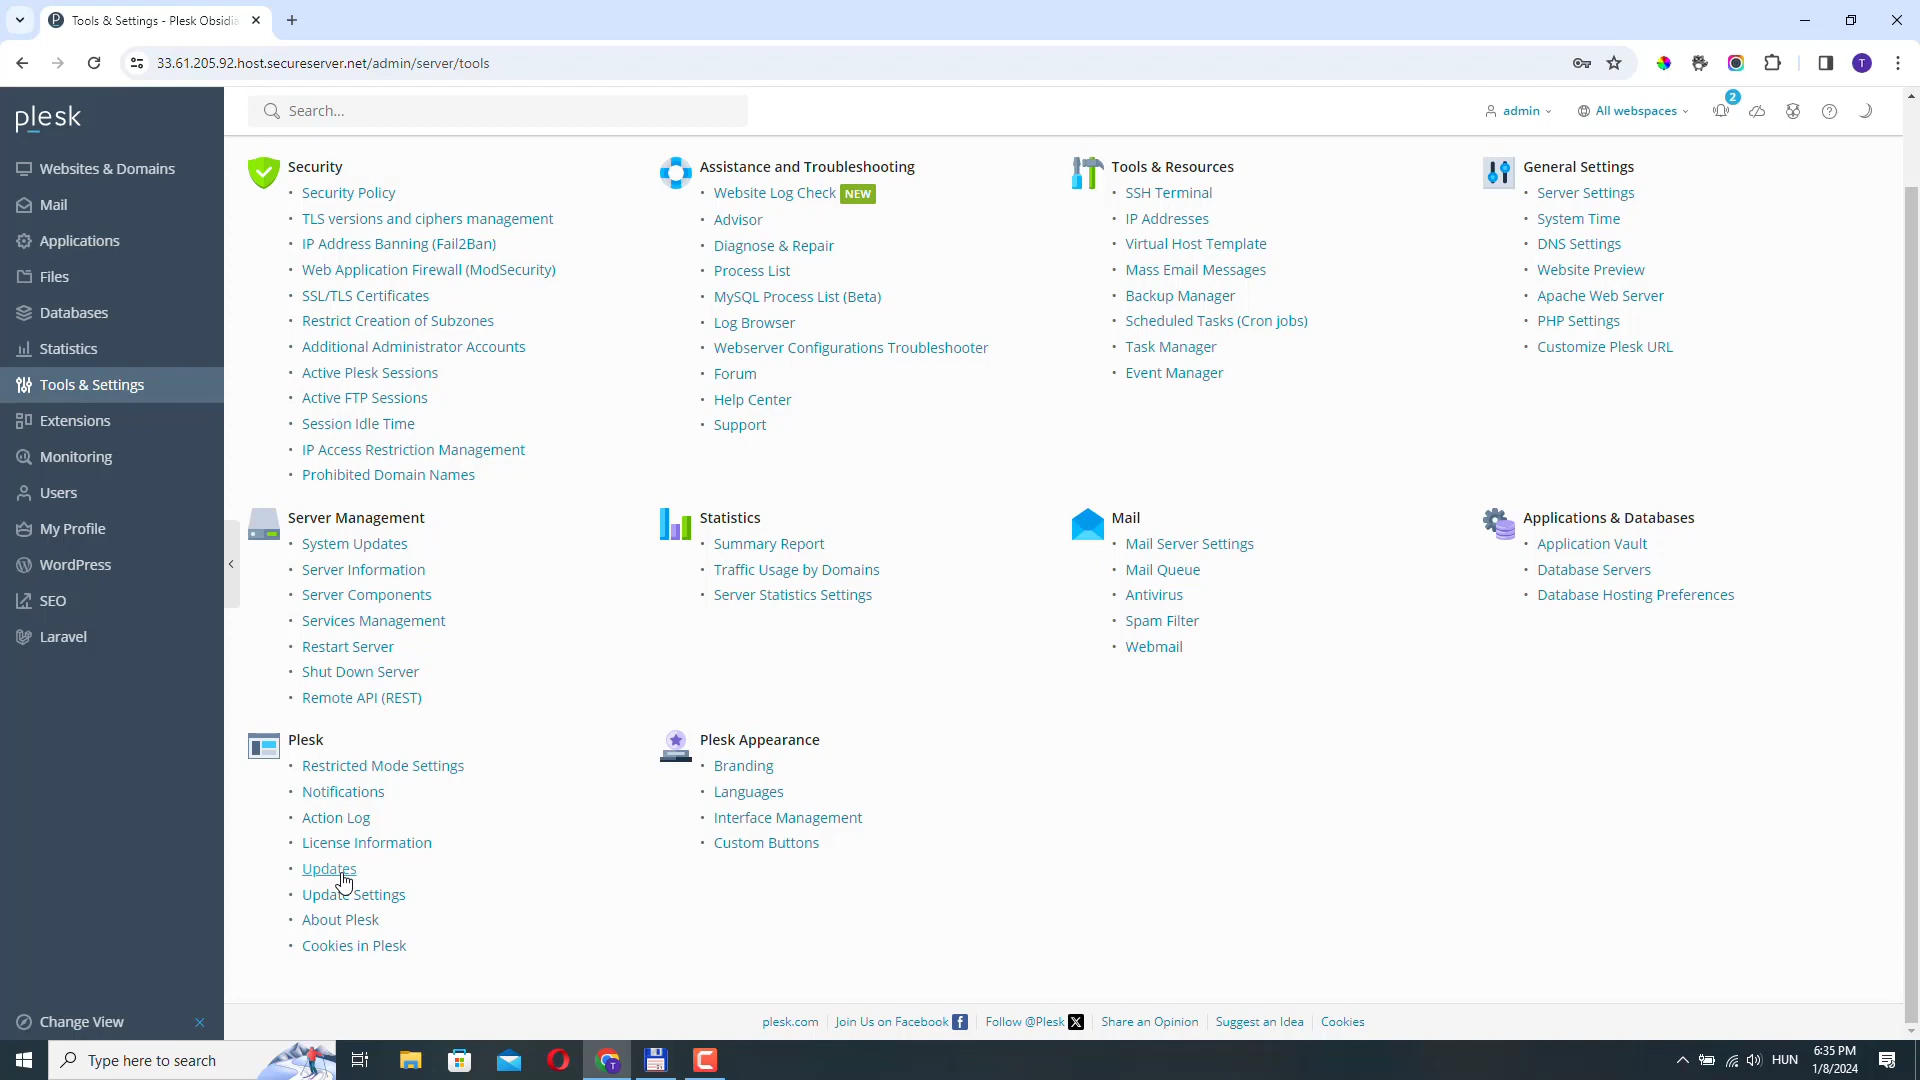 Tools & Settings - Plesk Obsidia
33.61.205.92.host.secureserver.net/admin/server/tools
T
plesk
Search...
admin
All webspaces
2
Websites & Domains
Mail
Applications
Files
Databases
Statistics
Tools & Settings
Extensions
Monitoring
Users
My Profile
WordPress
SEO
Laravel
Change View
Security
Security Policy
TLS versions and ciphers management
IP Address Banning (Fail2Ban)
Web Application Firewall (ModSecurity)
SSL/TLS Certificates
Restrict Creation of Subzones
Additional Administrator Accounts
Active Plesk Sessions
Active FTP Sessions
Session Idle Time
IP Access Restriction Management
Prohibited Domain Names
Assistance and Troubleshooting
Website Log Check NEW
Advisor
Diagnose & Repair
Process List
MySQL Process List (Beta)
Log Browser
Webserver Configurations Troubleshooter
Forum
Help Center
Support
Tools & Resources
SSH Terminal
IP Addresses
Virtual Host Template
Mass Email Messages
Backup Manager
Scheduled Tasks (Cron jobs)
Task Manager
Event Manager
General Settings
Server Settings
System Time
DNS Settings
Website Preview
Apache Web Server
PHP Settings
Customize Plesk URL
Server Management
System Updates
Server Information
Server Components
Services Management
Restart Server
Shut Down Server
Remote API (REST)
Statistics
Summary Report
Traffic Usage by Domains
Server Statistics Settings
Mail
Mail Server Settings
Mail Queue
Antivirus
Spam Filter
Webmail
Applications & Databases
Application Vault
Database Servers
Database Hosting Preferences
Plesk
Restricted Mode Settings
Notifications
Action Log
License Information
Updates
Update Settings
About Plesk
Cookies in Plesk
Plesk Appearance
Branding
Languages
Interface Management
Custom Buttons
plesk.com
Join Us on Facebook
Follow @Plesk
Share an Opinion
Suggest an Idea
Cookies
Type here to search
HUN
6:35 PM
1/8/2024